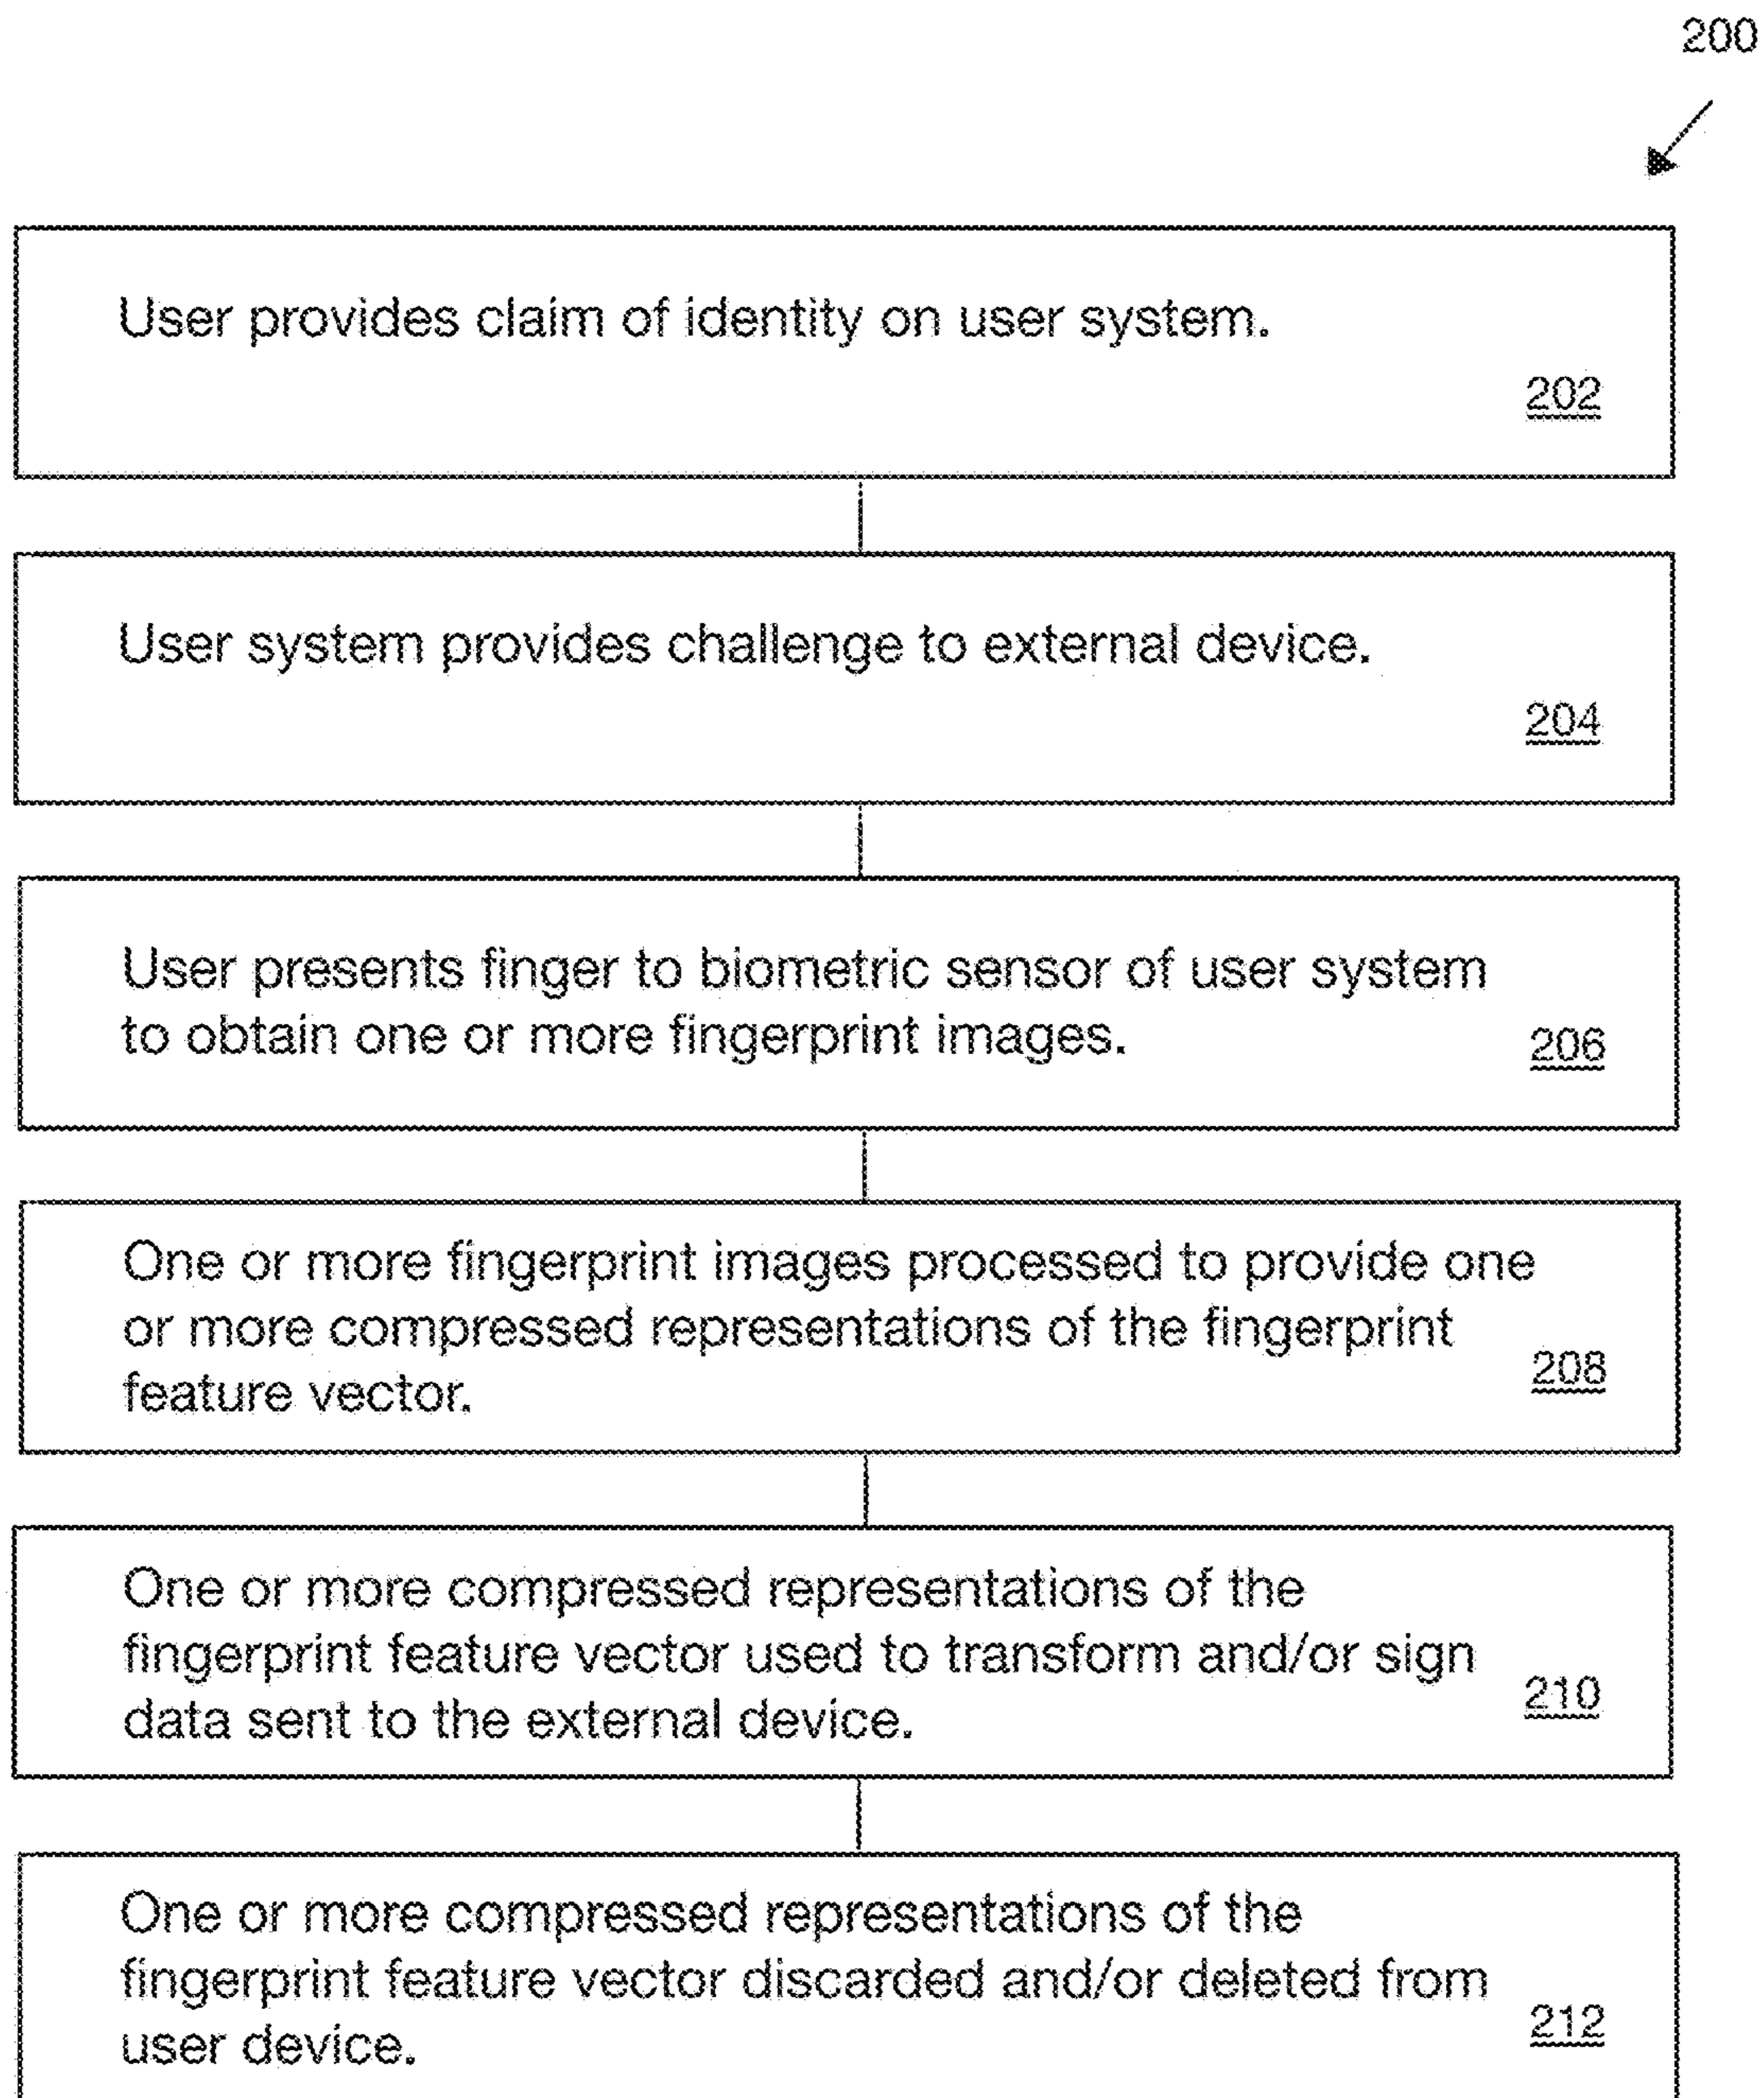 200
User provides claim of identity on user system.
202
User system provides challenge to external device.
204
User presents finger to biometric sensor of user system
to obtain one or more fingerprint images.
206
One or more fingerprint images processed to provide one
or more compressed representations of the fingerprint
feature vector.
208
One or more compressed representations of the
fingerprint feature vector used to transform and/or sign
data sent to the external device.
210
One or more compressed representations of the
fingerprint feature vector discarded and/or deleted from
user device.
212